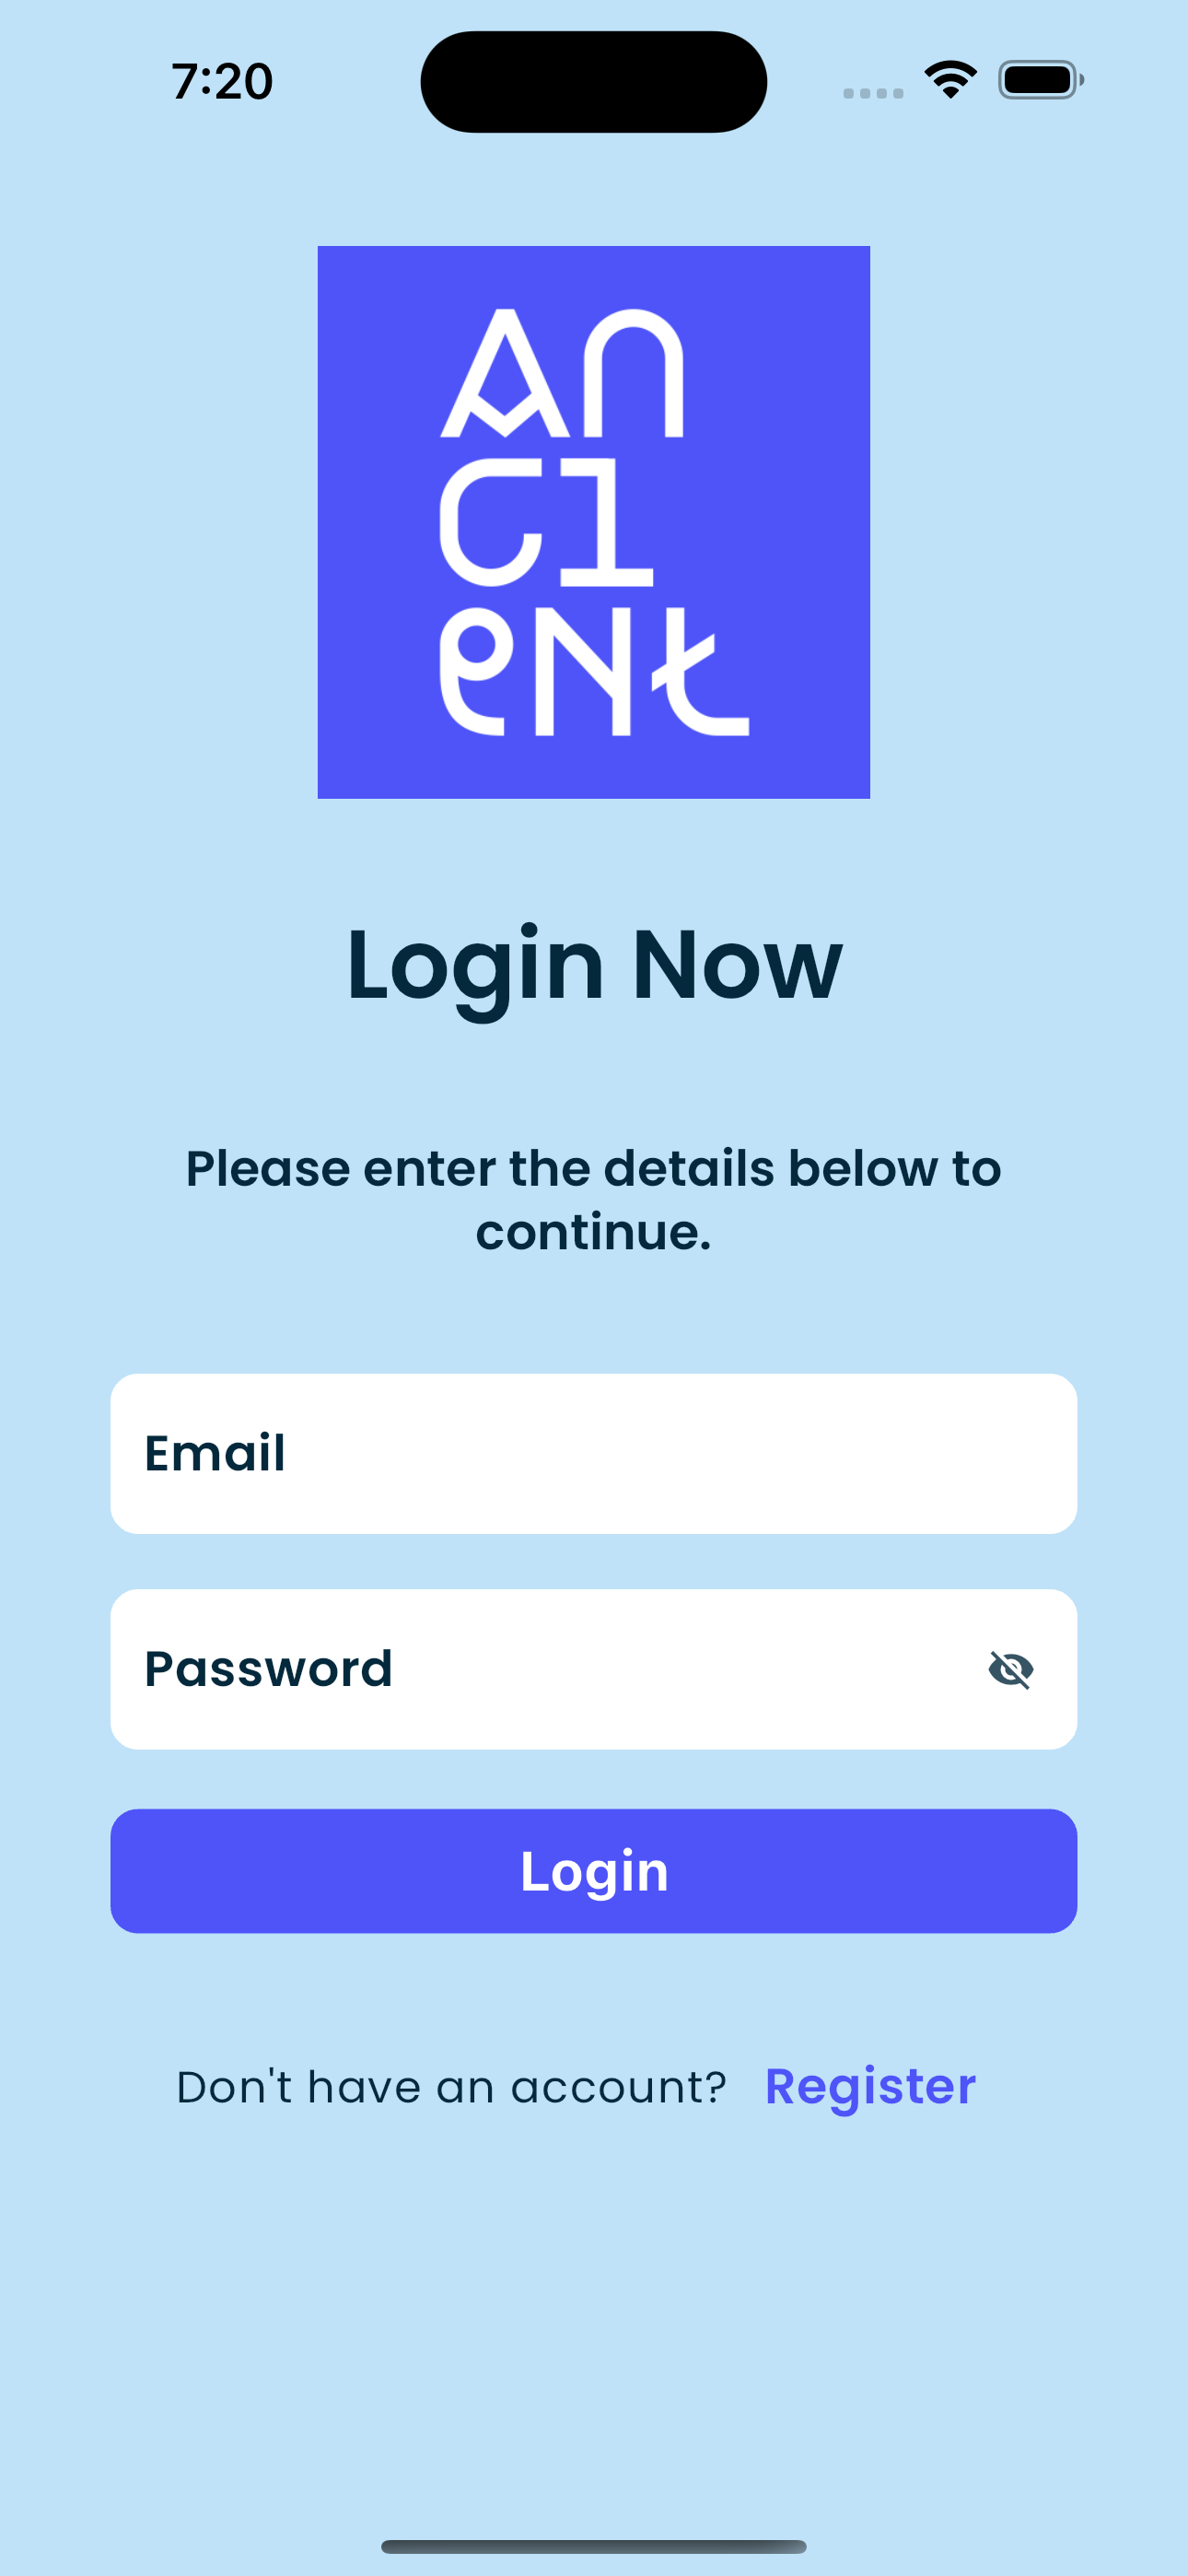 7:20
An
CI
eNt
Login Now
Please enter the details below to
continue.
Email
Password
Login
Don't have an account? Register